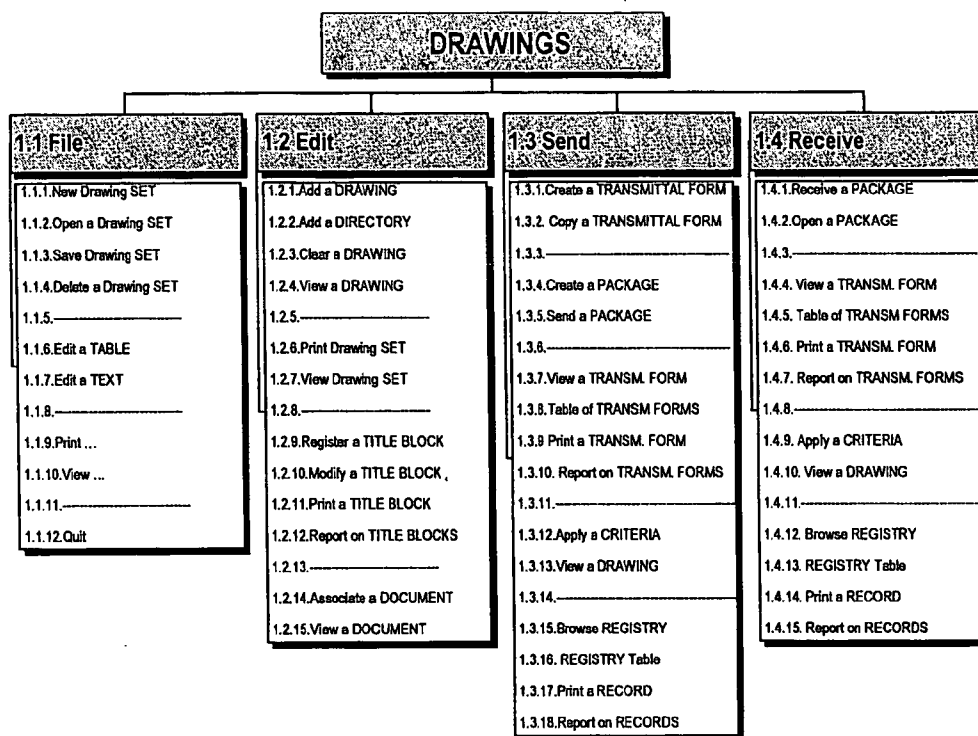 DRAWINGS
1.1 File
1.1.1.New Drawing SET
1.1.2.Open a Drawing SET
1.1.3.Save Drawing SET
1.1.4.Delete a Drawing SET
1.1.5.--------------------
1.1.6.Edit a TABLE
1.1.7.Edit a TEXT
1.1.8.--------------------
1.1.9.Print ...
1.1.10.View ...
1.1.11.--------------------
1.1.12.Quit
1.2 Edit
1.2.1.Add a DRAWING
1.2.2.Add a DIRECTORY
1.2.3.Clear a DRAWING
1.2.4.View a DRAWING
1.2.5.--------------------
1.2.6.Print Drawing SET
1.2.7.View Drawing SET
1.2.8.--------------------
1.2.9.Register a TITLE BLOCK
1.2.10.Modify a TITLE BLOCK
1.2.11.Print a TITLE BLOCK
1.2.12.Report on TITLE BLOCKS
1.2.13.--------------------
1.2.14.Associate a DOCUMENT
1.2.15.View a DOCUMENT
1.3 Send
1.3.1.Create a TRANSMITTAL FORM
1.3.2. Copy a TRANSMITTAL FORM
1.3.3.--------------------
1.3.4.Create a PACKAGE
1.3.5.Send a PACKAGE
1.3.6.--------------------
1.3.7.View a TRANSM. FORM
1.3.8.Table of TRANSM FORMS
1.3.9 Print a TRANSM. FORM
1.3.10. Report on TRANSM. FORMS
1.3.11.--------------------
1.3.12.Apply a CRITERIA
1.3.13.View a DRAWING
1.3.14.--------------------
1.3.15.Browse REGISTRY
1.3.16. REGISTRY Table
1.3.17.Print a RECORD
1.3.18.Report on RECORDS
1.4 Receive
1.4.1.Receive a PACKAGE
1.4.2.Open a PACKAGE
1.4.3.--------------------
1.4.4. View a TRANSM. FORM
1.4.5. Table of TRANSM FORMS
1.4.6. Print a TRANSM. FORM
1.4.7. Report on TRANSM. FORMS
1.4.8.--------------------
1.4.9. Apply a CRITERIA
1.4.10. View a DRAWING
1.4.11.--------------------
1.4.12. Browse REGISTRY
1.4.13. REGISTRY Table
1.4.14. Print a RECORD
1.4.15. Report on RECORDS